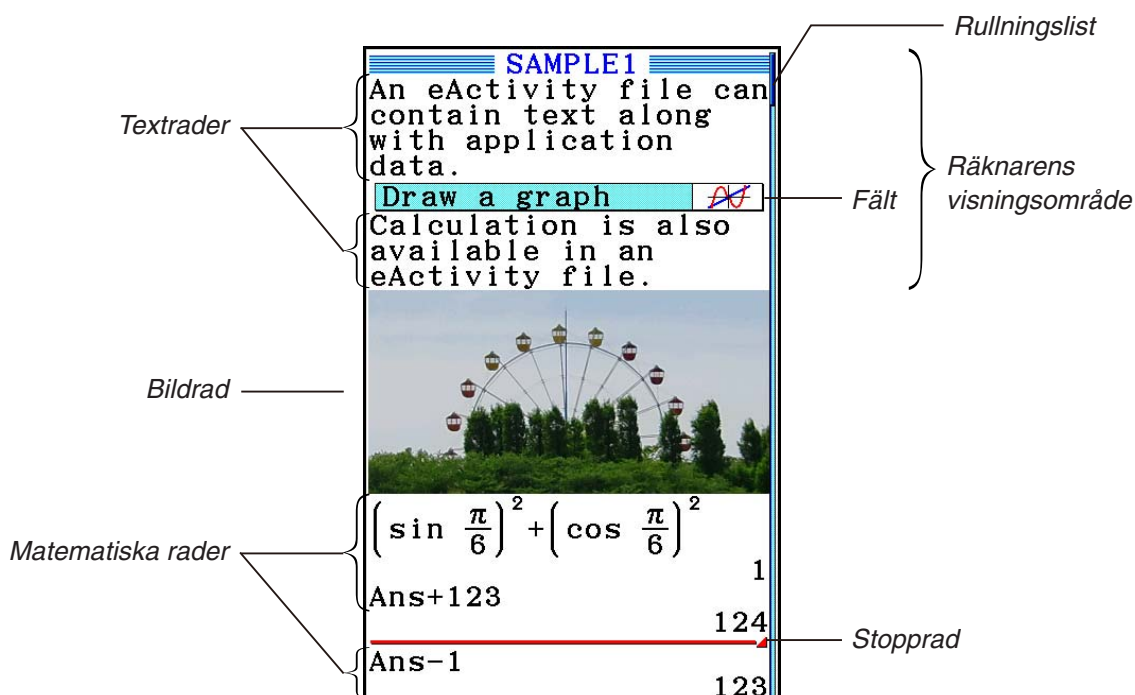 Rullningslist
SAMPLE1
An eActivity file can
contain text along
with application
data.
Textrader
Draw a graph
Fält
Räknarens
visningsområde
Calculation is also
available in an
eActivity file.
Bildrad
Matematiska rader
(sin π/6)²+(cos π/6)²
1
Ans+123
124
Stopprad
Ans−1
123